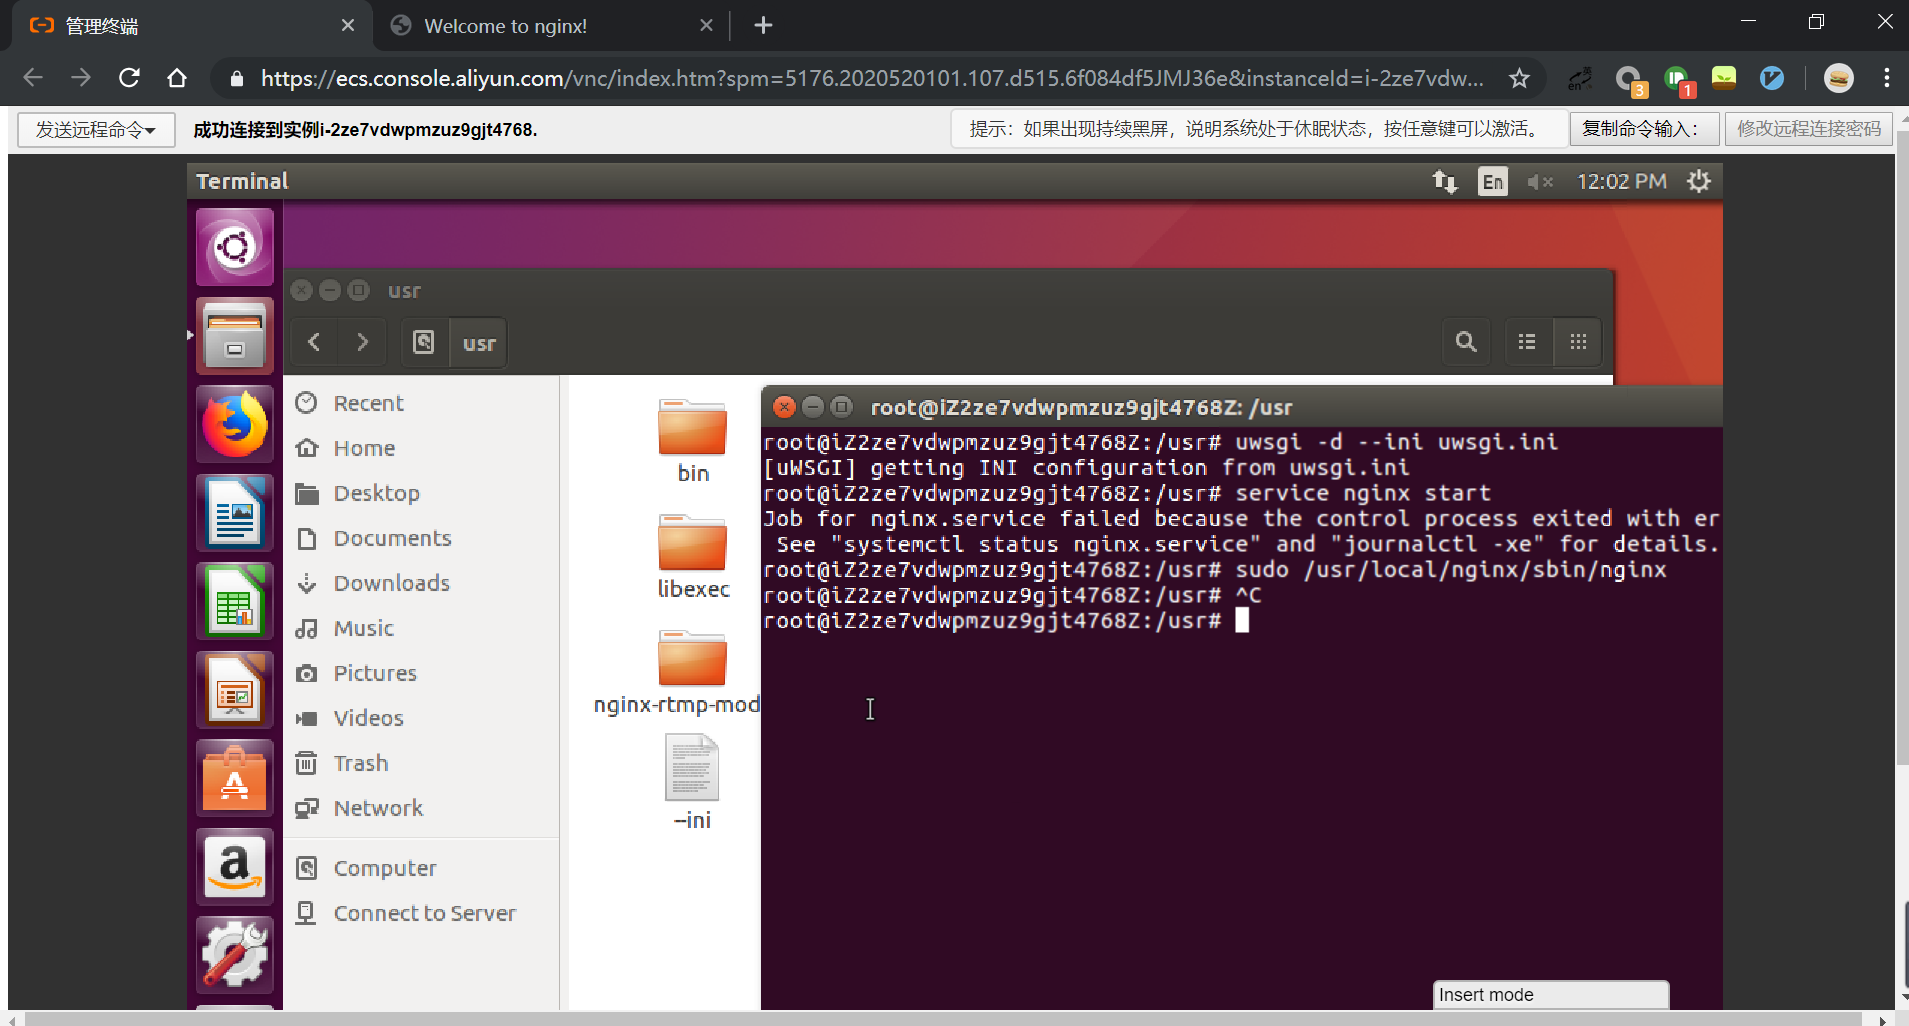 管理终端
Welcome to nginx!
https://ecs.console.aliyun.com/vnc/index.htm?spm=5176.2020520101.107.d515.6f084df5JMJ36e&instanceId=i-2ze7vdw...
英
en
3
1
发送远程命令
成功连接到实例i-2ze7vdwpmzuz9gjt4768.
提示：如果出现持续黑屏，说明系统处于休眠状态，按任意键可以激活。
复制命令输入：
修改远程连接密码
Terminal
En
12:02 PM
usr
usr
Recent
Home
Desktop
Documents
Downloads
Music
Pictures
Videos
Trash
Network
Computer
Connect to Server
bin
libexec
nginx-rtmp-mod
--ini
root@iZ2ze7vdwpmzuz9gjt4768Z: /usr
root@iZ2ze7vdwpmzuz9gjt4768Z:/usr# uwsgi -d --ini uwsgi.ini
[uWSGI] getting INI configuration from uwsgi.ini
root@iZ2ze7vdwpmzuz9gjt4768Z:/usr# service nginx start
Job for nginx.service failed because the control process exited with er
See "systemctl status nginx.service" and "journalctl -xe" for details.
root@iZ2ze7vdwpmzuz9gjt4768Z:/usr# sudo /usr/local/nginx/sbin/nginx
root@iZ2ze7vdwpmzuz9gjt4768Z:/usr# ^C
root@iZ2ze7vdwpmzuz9gjt4768Z:/usr#
Insert mode